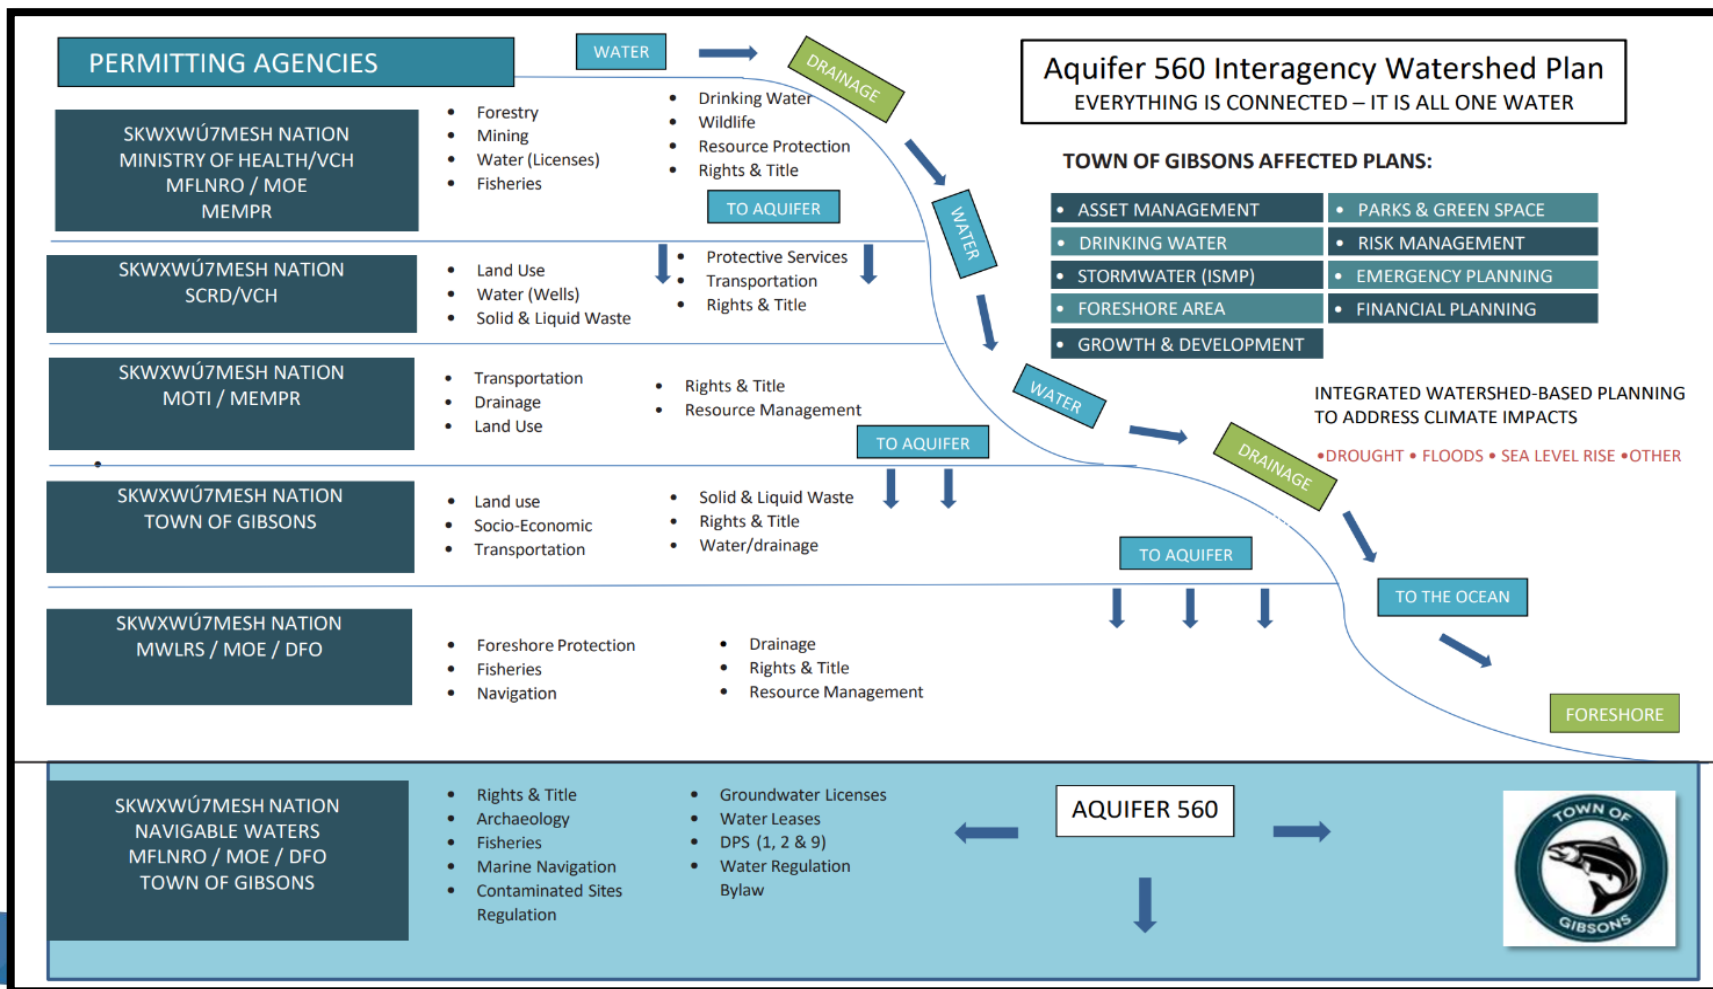 PERMITTING AGENCIES
WATER
DRAINAGE
Aquifer 560 Interagency Watershed Plan
EVERYTHING IS CONNECTED – IT IS ALL ONE WATER
SKWXWÚ7MESH NATION
MINISTRY OF HEALTH/VCH
MFLNRO / MOE
MEMPR
• Forestry
• Mining
• Water (Licenses)
• Fisheries
• Drinking Water
• Wildlife
• Resource Protection
• Rights & Title
TO AQUIFER
WATER
TOWN OF GIBSONS AFFECTED PLANS:
• ASSET MANAGEMENT
• DRINKING WATER
• STORMWATER (ISMP)
• FORESHORE AREA
• GROWTH & DEVELOPMENT
• PARKS & GREEN SPACE
• RISK MANAGEMENT
• EMERGENCY PLANNING
• FINANCIAL PLANNING
SKWXWÚ7MESH NATION
SCRD/VCH
• Land Use
• Water (Wells)
• Solid & Liquid Waste
• Protective Services
• Transportation
• Rights & Title
SKWXWÚ7MESH NATION
MOTI / MEMPR
• Transportation
• Drainage
• Land Use
• Rights & Title
• Resource Management
TO AQUIFER
WATER
DRAINAGE
INTEGRATED WATERSHED-BASED PLANNING
TO ADDRESS CLIMATE IMPACTS
•DROUGHT • FLOODS • SEA LEVEL RISE •OTHER
SKWXWÚ7MESH NATION
TOWN OF GIBSONS
• Land use
• Socio-Economic
• Transportation
• Solid & Liquid Waste
• Rights & Title
• Water/drainage
TO AQUIFER
TO THE OCEAN
SKWXWÚ7MESH NATION
MWLRS / MOE / DFO
• Foreshore Protection
• Fisheries
• Navigation
• Drainage
• Rights & Title
• Resource Management
FORESHORE
SKWXWÚ7MESH NATION
NAVIGABLE WATERS
MFLNRO / MOE / DFO
TOWN OF GIBSONS
• Rights & Title
• Archaeology
• Fisheries
• Marine Navigation
• Contaminated Sites
Regulation
• Groundwater Licenses
• Water Leases
• DPS (1, 2 & 9)
• Water Regulation
Bylaw
AQUIFER 560
TOWN OF
GIBSONS